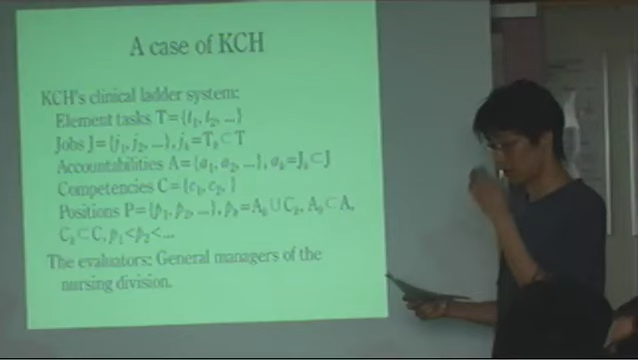 A case of KCH
KCH's clinical ladder system:
Element tasks T={t₁, t₂, ...}
Jobs J={j₁, j₂, ...}, jₖ=Tₖ⊂T
Accountabilities A={a₁, a₂, ...}, aₖ=Jₖ⊂J
Competencies C={c₁, c₂, }
Positions P={p₁, p₂, ...}, pₖ=Aₖ∪Cₖ, Aₖ⊂A,
Cₖ⊂C, p₁<p₂<...
The evaluators: General managers of the
nursing division.